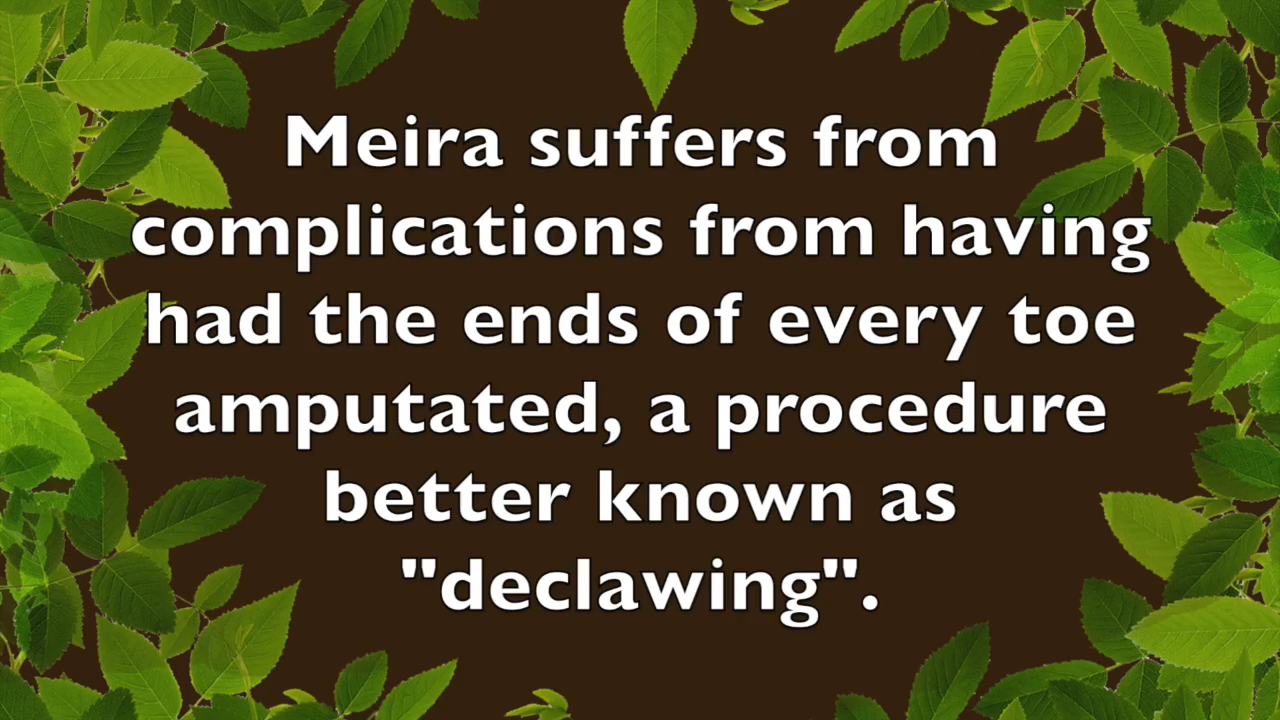 Meira suffers from
complications from having
had the ends of every toe
amputated, a procedure
better known as
"declawing".